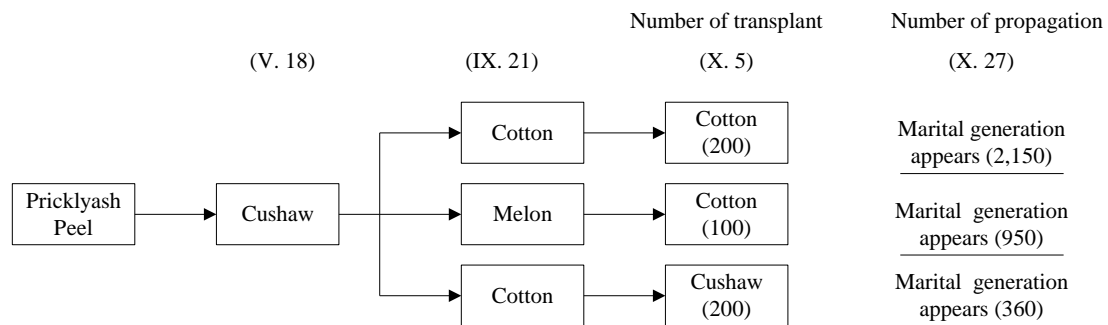 Number of transplant
Number of propagation
(V. 18)
(IX. 21)
(X. 5)
(X. 27)
Cotton
Cotton
(200)
Marital generation
appears (2,150)
Pricklyash
Peel
Cushaw
Melon
Cotton
(100)
Marital generation
appears (950)
Cotton
Cushaw
(200)
Marital generation
appears (360)